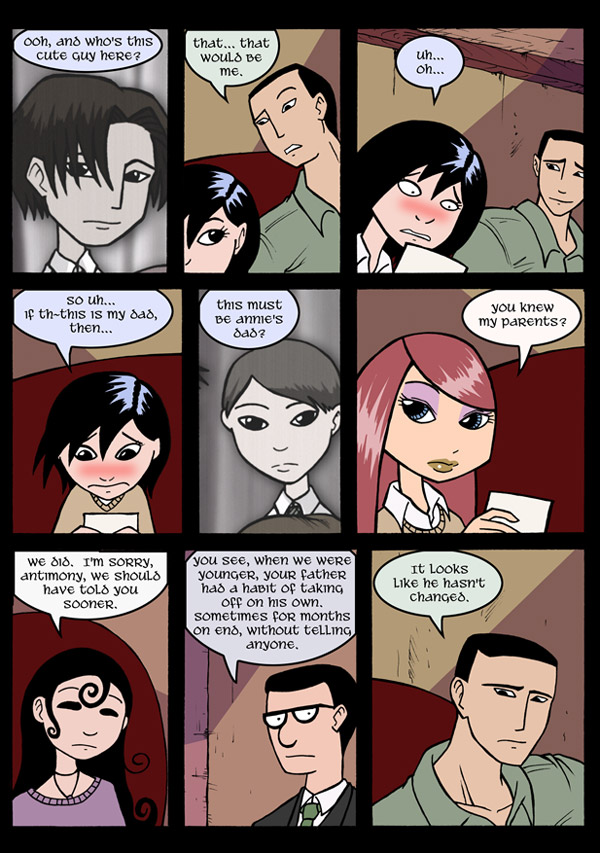 Ooh, and who's this
cute guy here?
That... that
would be
me.
Uh...
oh...
So uh...
if th-this is my dad,
then...
This must
be Annie's
dad?
You knew
my parents?
We did. I'm sorry,
Antimony, we should
have told you
sooner.
You see, when we were
younger, your father
had a habit of taking
off on his own.
Sometimes for months
on end, without telling
anyone.
It looks
like he hasn't
changed.